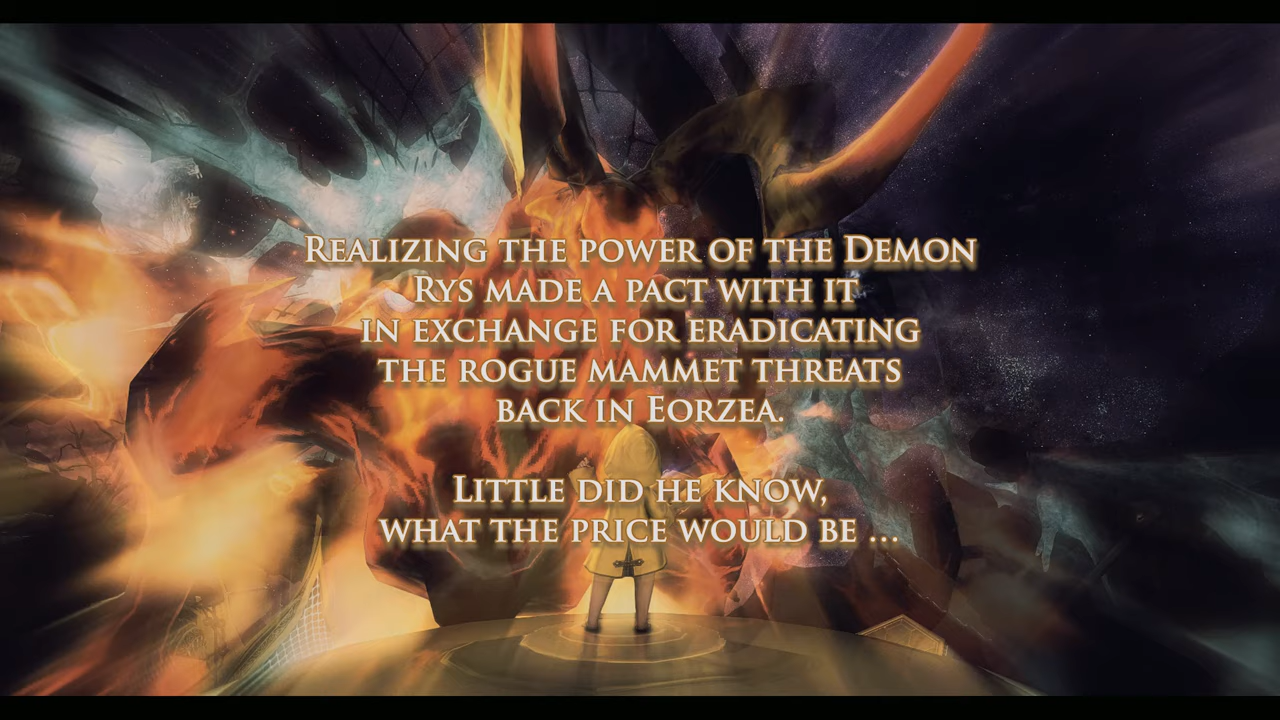 Realizing the power of the Demon
Rys made a pact with it
in exchange for eradicating
the rogue mammet threats
back in Eorzea.
Little did he know,
what the price would be ...